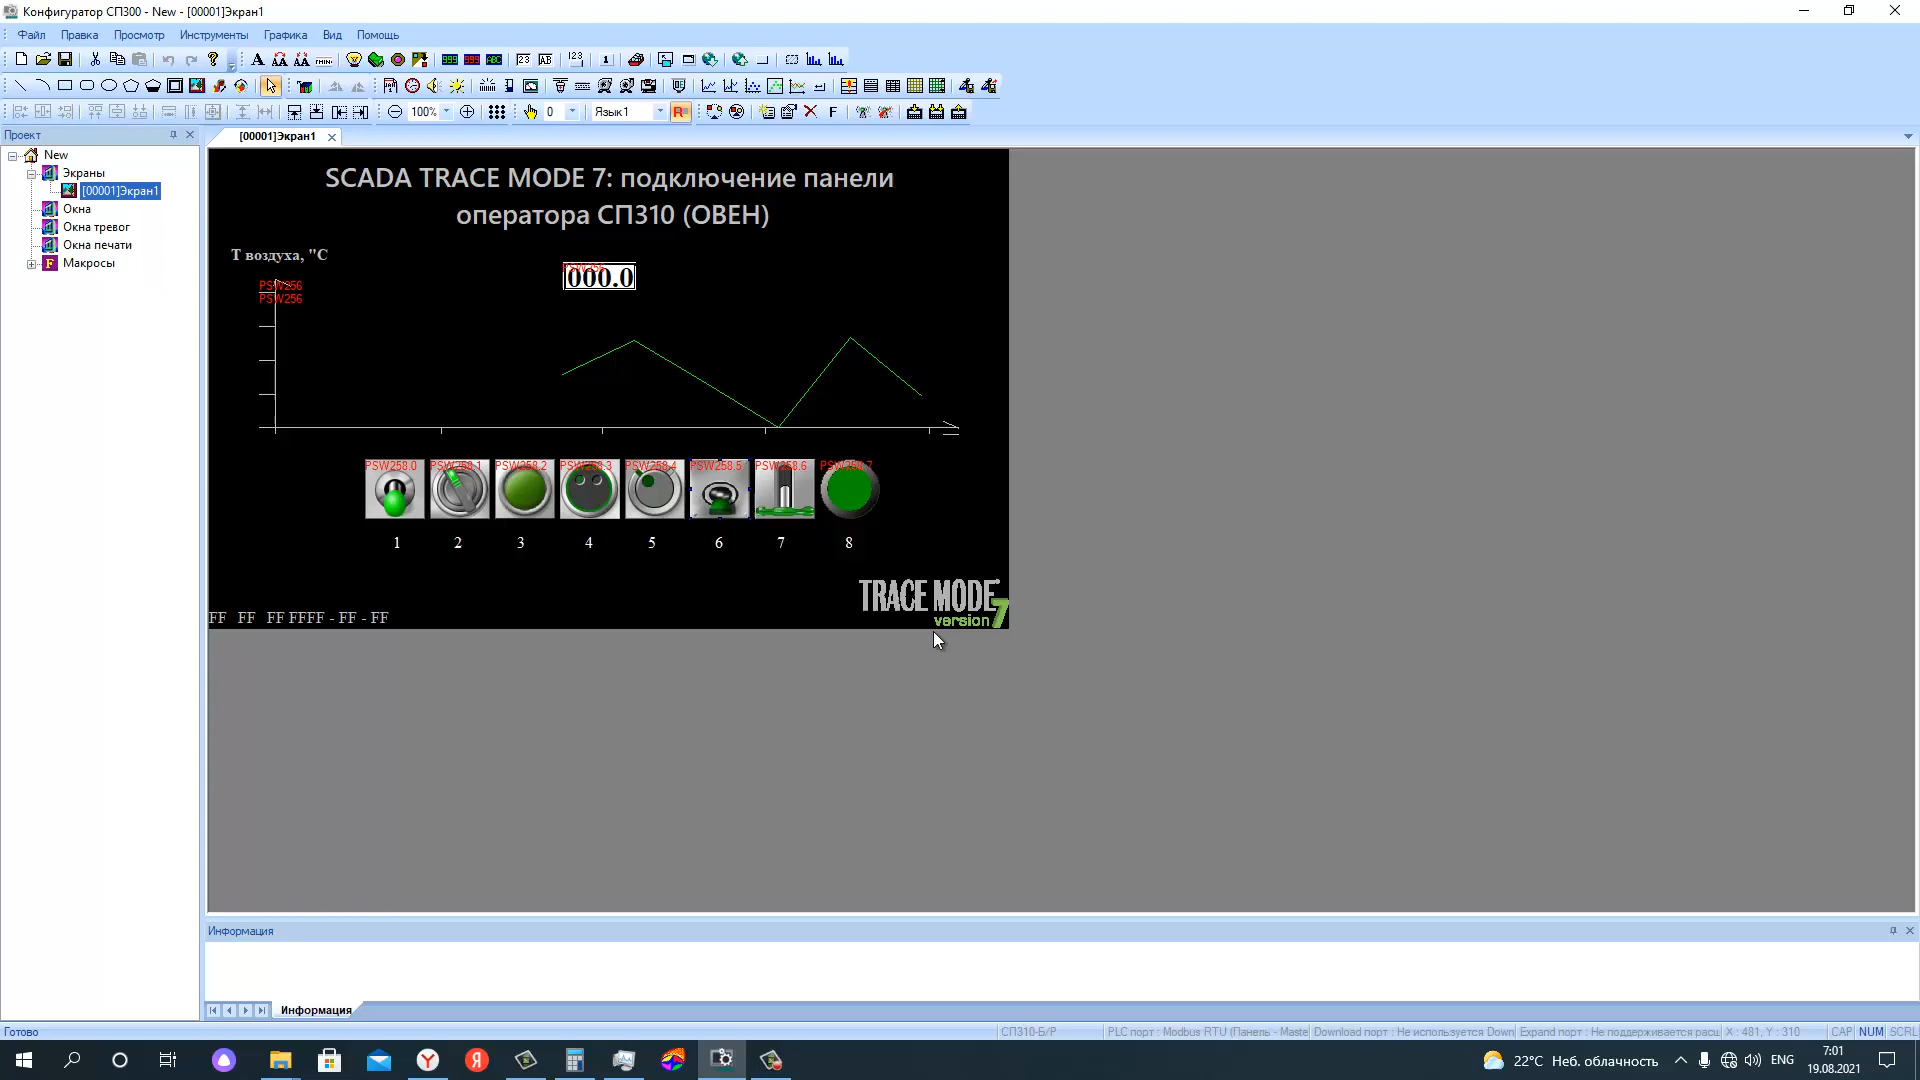 Конфигуратор СП300 - New - [00001]Экран1
Файл Правка Просмотр Инструменты Графика Вид Помощь
100% 0 Язык1
Проект
[00001]Экран1
New
Экраны
[00001]Экран1
Окна
Окна тревог
Окна печати
Макросы
SCADA TRACE MODE 7: подключение панели
оператора СП310 (ОВЕН)
Т воздуха, "С
PSW256
000.0
PSW256
PSW256
PSW258.0 PSW258.1 PSW258.2 PSW258.3 PSW258.4 PSW258.5 PSW258.6 PSW258.7
1 2 3 4 5 6 7 8
TRACE MODE
version 7
FF FF FF FFFF - FF - FF
Информация
Информация
Готово
СП310-Б/Р PLC порт : Modbus RTU (Панель - Maste Download порт : Не используется Down Expand порт : Не поддерживается расш X : 481, Y : 310 CAP NUM SCRL
22°C Неб. облачность ENG
7:01
19.08.2021